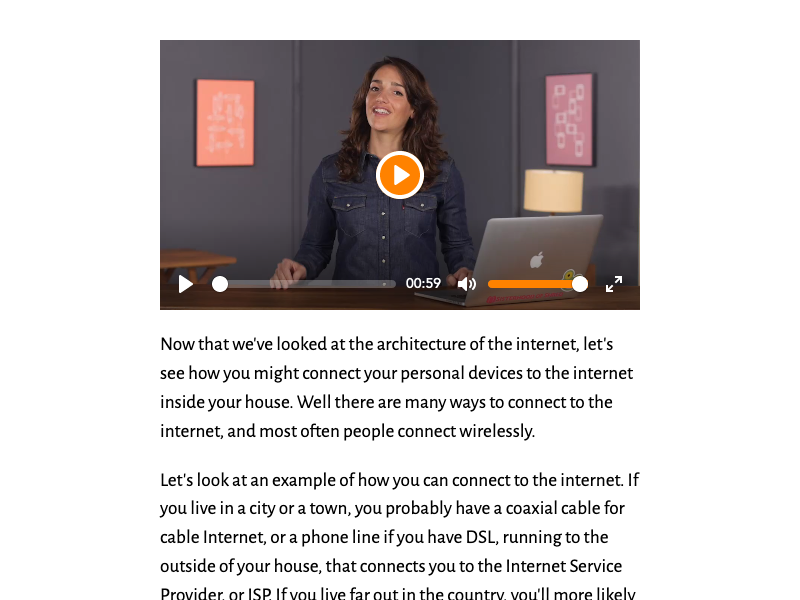 00:59
Now that we've looked at the architecture of the internet, let's
see how you might connect your personal devices to the internet
inside your house. Well there are many ways to connect to the
internet, and most often people connect wirelessly.
Let's look at an example of how you can connect to the internet. If
you live in a city or a town, you probably have a coaxial cable for
cable Internet, or a phone line if you have DSL, running to the
outside of your house, that connects you to the Internet Service
Provider, or ISP. If you live far out in the country, you'll more likely